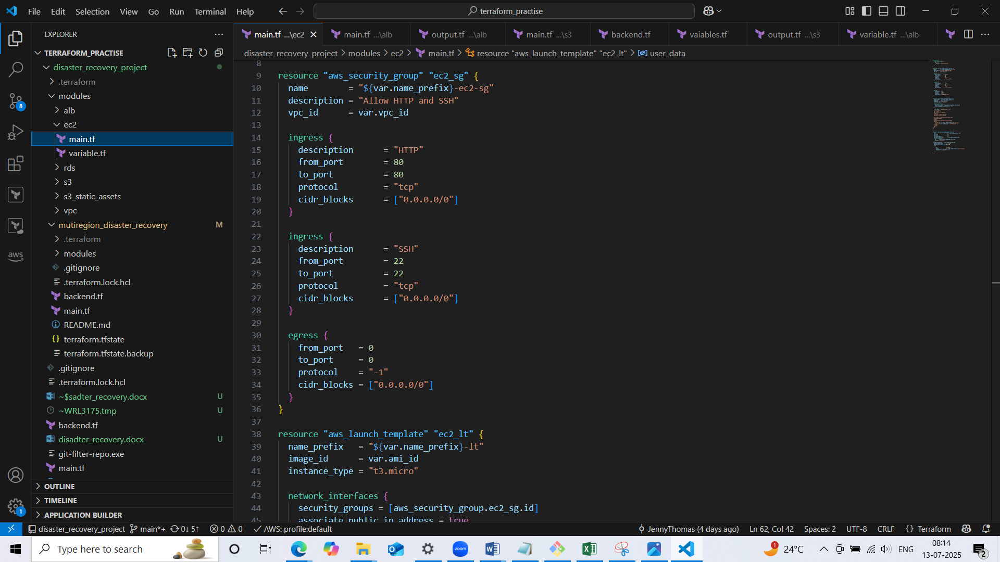 File Edit Selection View Go Run Terminal Help
terraform_practise
EXPLORER
TERRAFORM_PRACTISE
disaster_recovery_project
.terraform
modules
alb
ec2
main.tf
variable.tf
rds
s3
s3_static_assets
vpc
mutiregion_disaster_recovery M
.terraform
modules
.gitignore
.terraform.lock.hcl
backend.tf
main.tf
README.md
terraform.tfstate
terraform.tfstate.backup
.gitignore
.terraform.lock.hcl
~$sadter_recovery.docx U
~WRL3175.tmp U
backend.tf
disadter_recovery.docx U
git-filter-repo.exe
main.tf
OUTLINE
TIMELINE
APPLICATION BUILDER
8
aws
1
main.tf ...\ec2 main.tf ...\alb output.tf ...\alb main.tf ...\s3 backend.tf vaiables.tf output.tf ...\s3 variable.tf ...\alb
disaster_recovery_project > modules > ec2 > main.tf > resource "aws_launch_template" "ec2_lt" > user_data
8
9 resource "aws_security_group" "ec2_sg" {
10 name = "${var.name_prefix}-ec2-sg"
11 description = "Allow HTTP and SSH"
12 vpc_id = var.vpc_id
13
14 ingress {
15 description = "HTTP"
16 from_port = 80
17 to_port = 80
18 protocol = "tcp"
19 cidr_blocks = ["0.0.0.0/0"]
20 }
21
22 ingress {
23 description = "SSH"
24 from_port = 22
25 to_port = 22
26 protocol = "tcp"
27 cidr_blocks = ["0.0.0.0/0"]
28 }
29
30 egress {
31 from_port = 0
32 to_port = 0
33 protocol = "-1"
34 cidr_blocks = ["0.0.0.0/0"]
35 }
36 }
37
38 resource "aws_launch_template" "ec2_lt" {
39 name_prefix = "${var.name_prefix}-lt"
40 image_id = var.ami_id
41 instance_type = "t3.micro"
42
43 network_interfaces {
44 security_groups = [aws_security_group.ec2_sg.id]
45 associate_public_ip_address = true
disaster_recovery_project main*+ 0↓ 5↑ 0 0 AWS: profile:default JennyThomas (4 days ago) Ln 62, Col 42 Spaces: 2 UTF-8 CRLF {} Terraform
Type here to search zoom 1 24°C ENG 08:14
13-07-2025 2